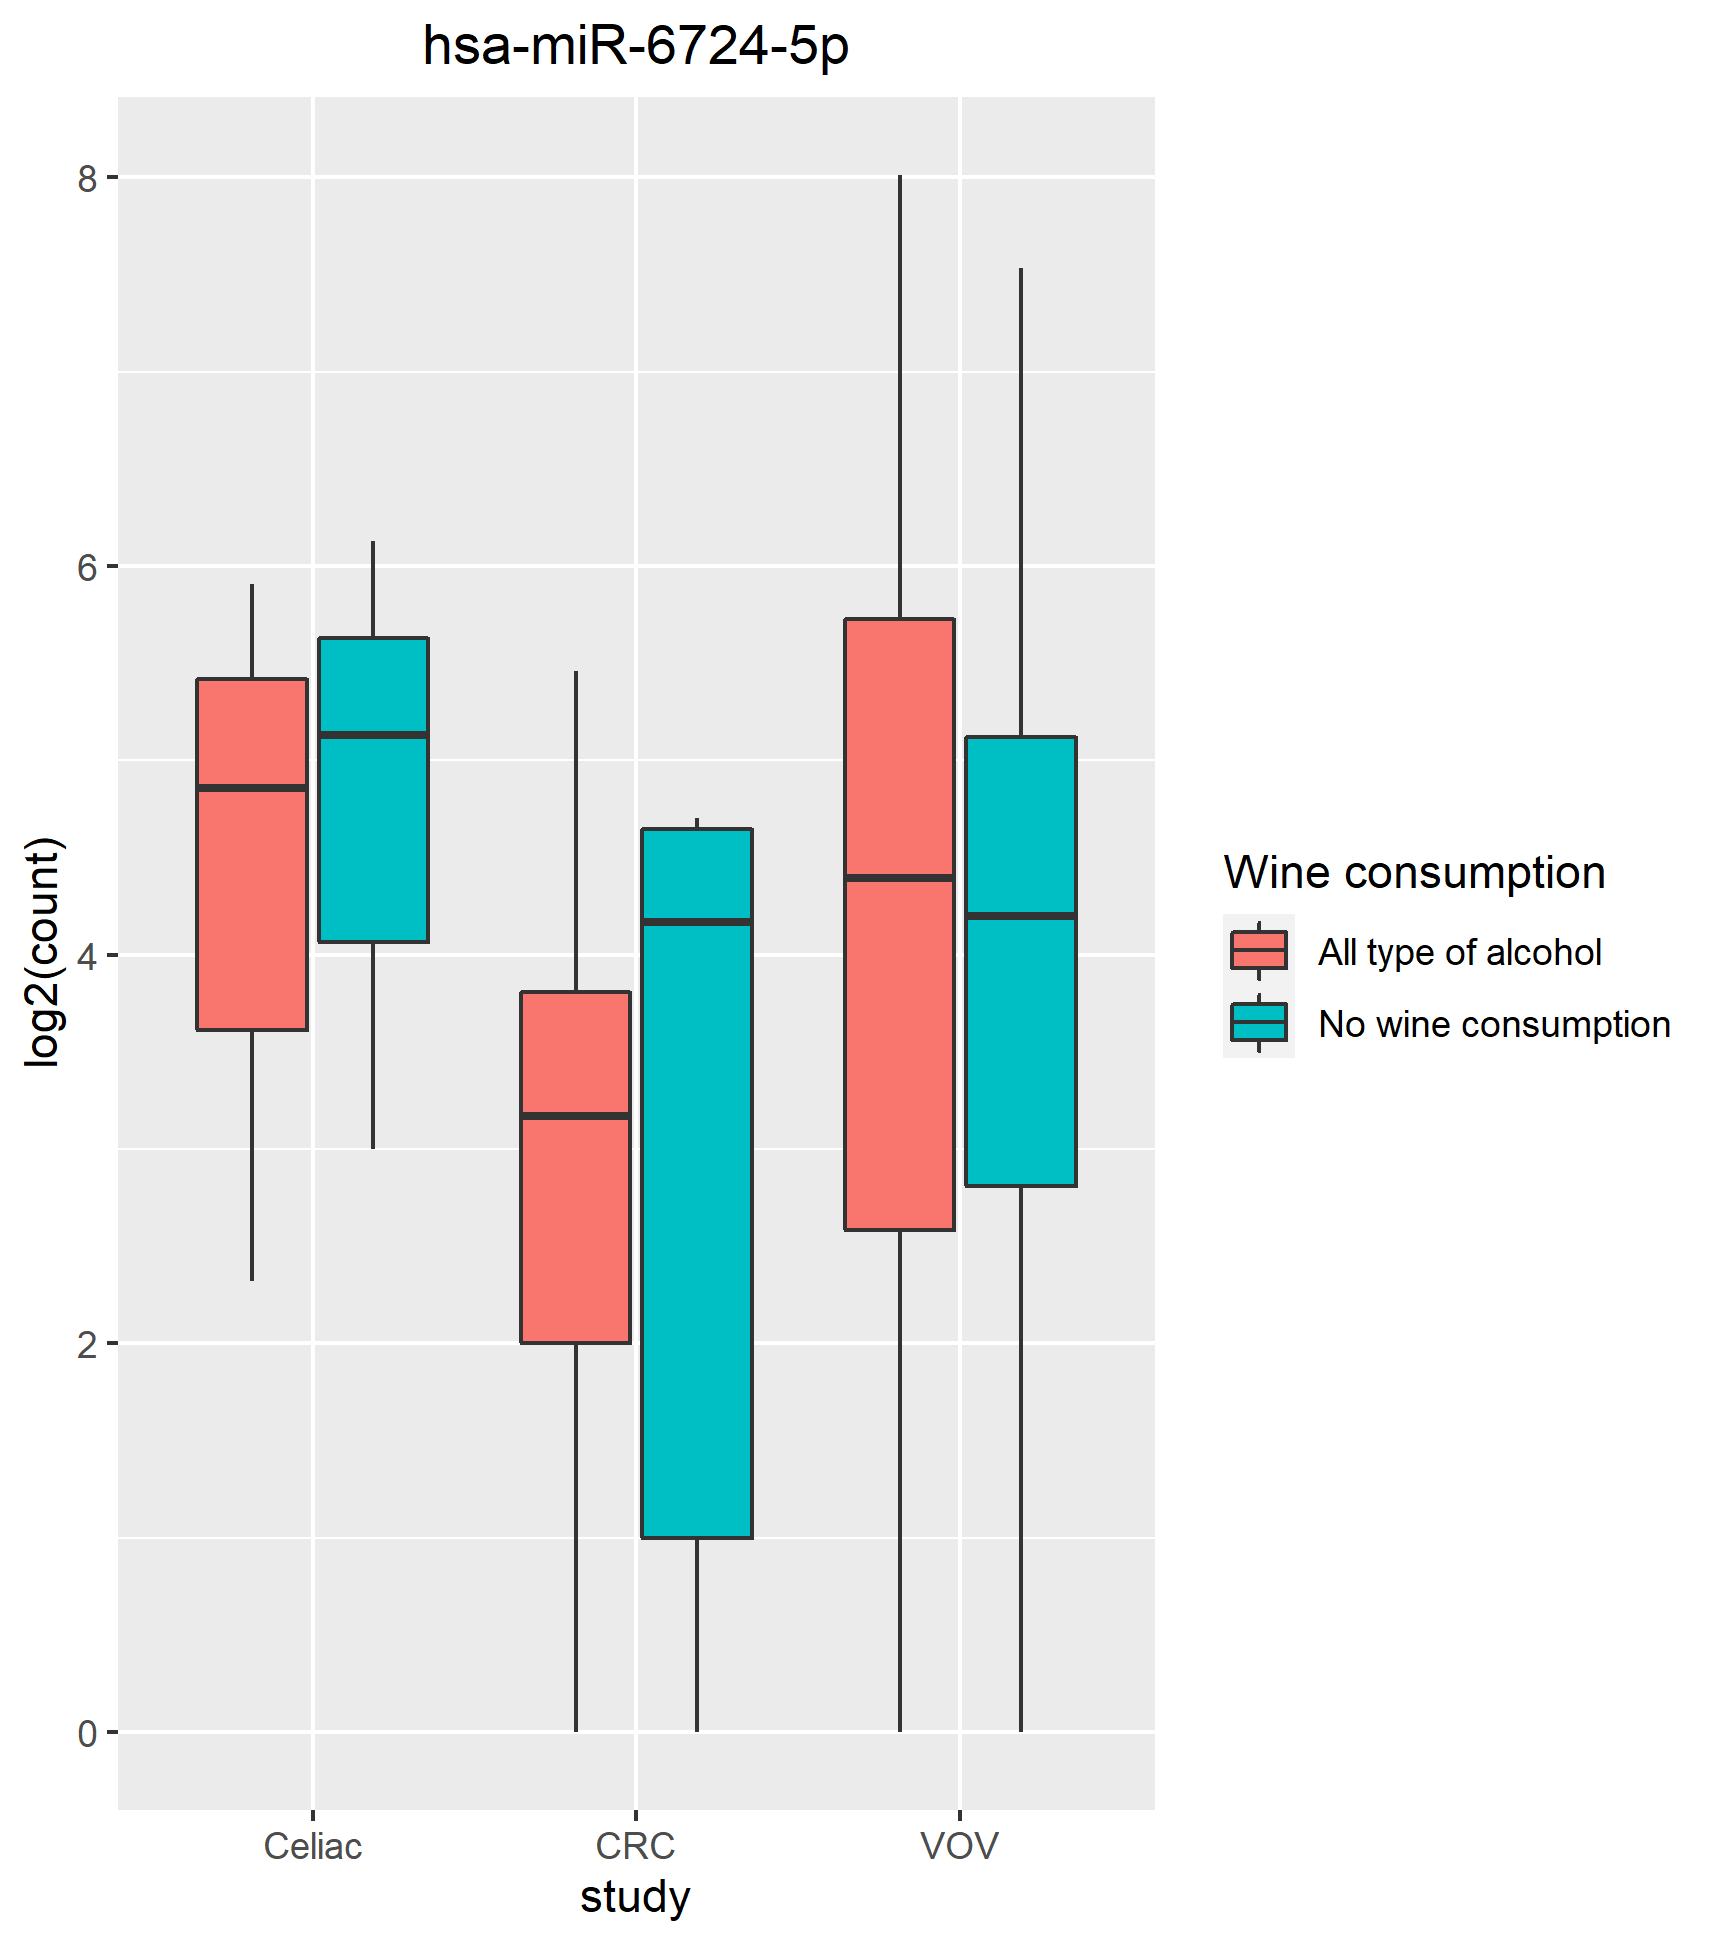 hsa-miR-6724-5p
8
6
4
2
0
log2(count)
Celiac
CRC
VOV
study
Wine consumption
All type of alcohol
No wine consumption